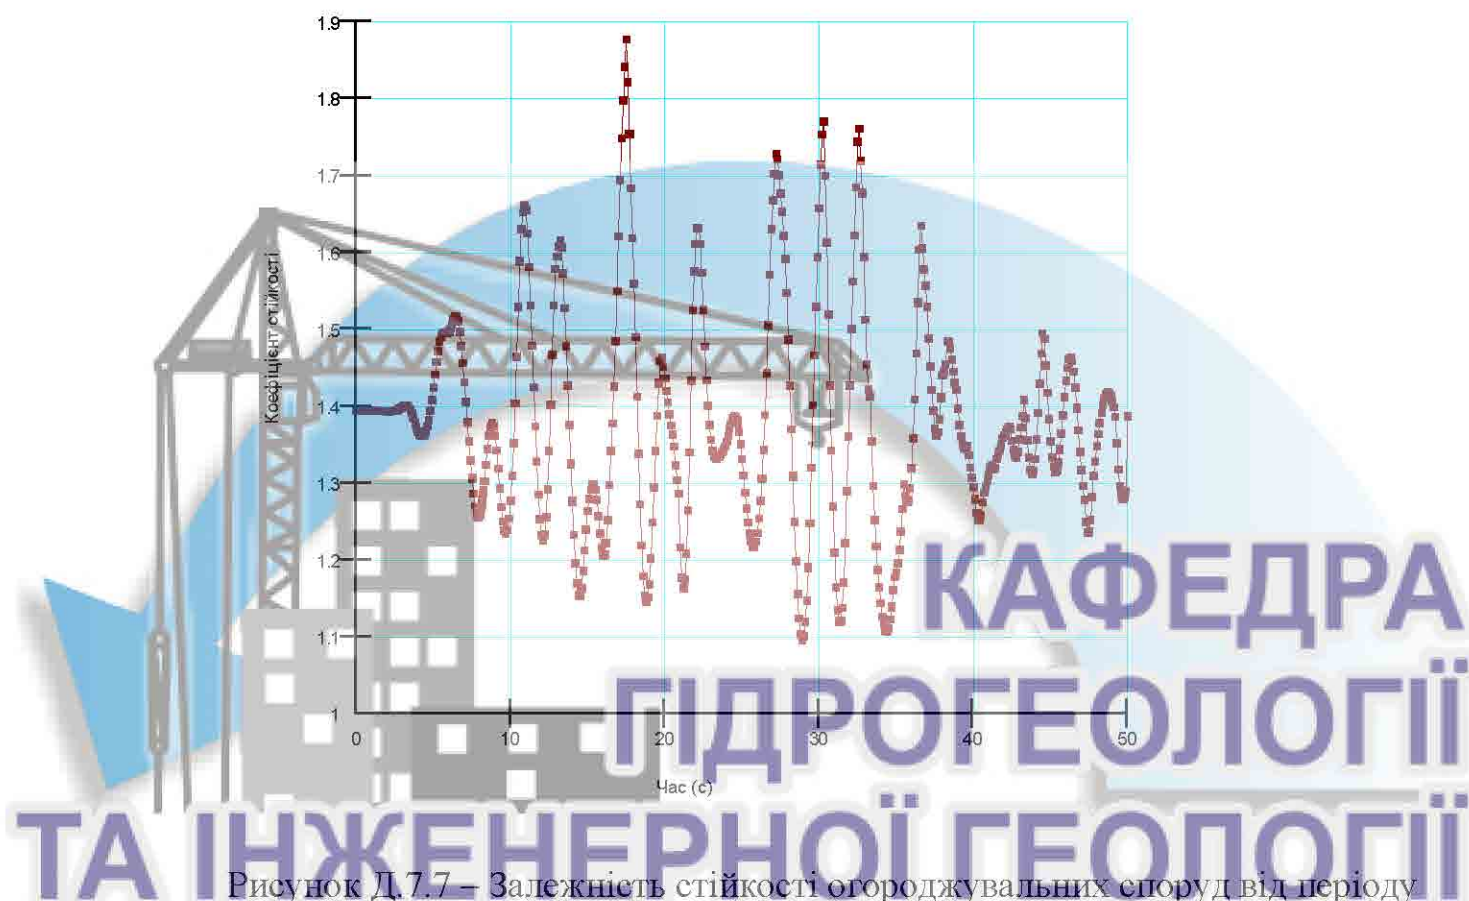 1.9
1.8
1.7
1.6
1.5
1.4
1.3
1.2
1.1
1
Коефіцієнт стійкості
0 10 20 30 40 50
Час (с)
КАФЕДРА
ГІДРОГЕОЛОГІЇ
ТА ІНЖЕНЕРНОЇ ГЕОЛОГІЇ
Рисунок Д.7.7 – Залежність стійкості огороджувальних споруд від періоду